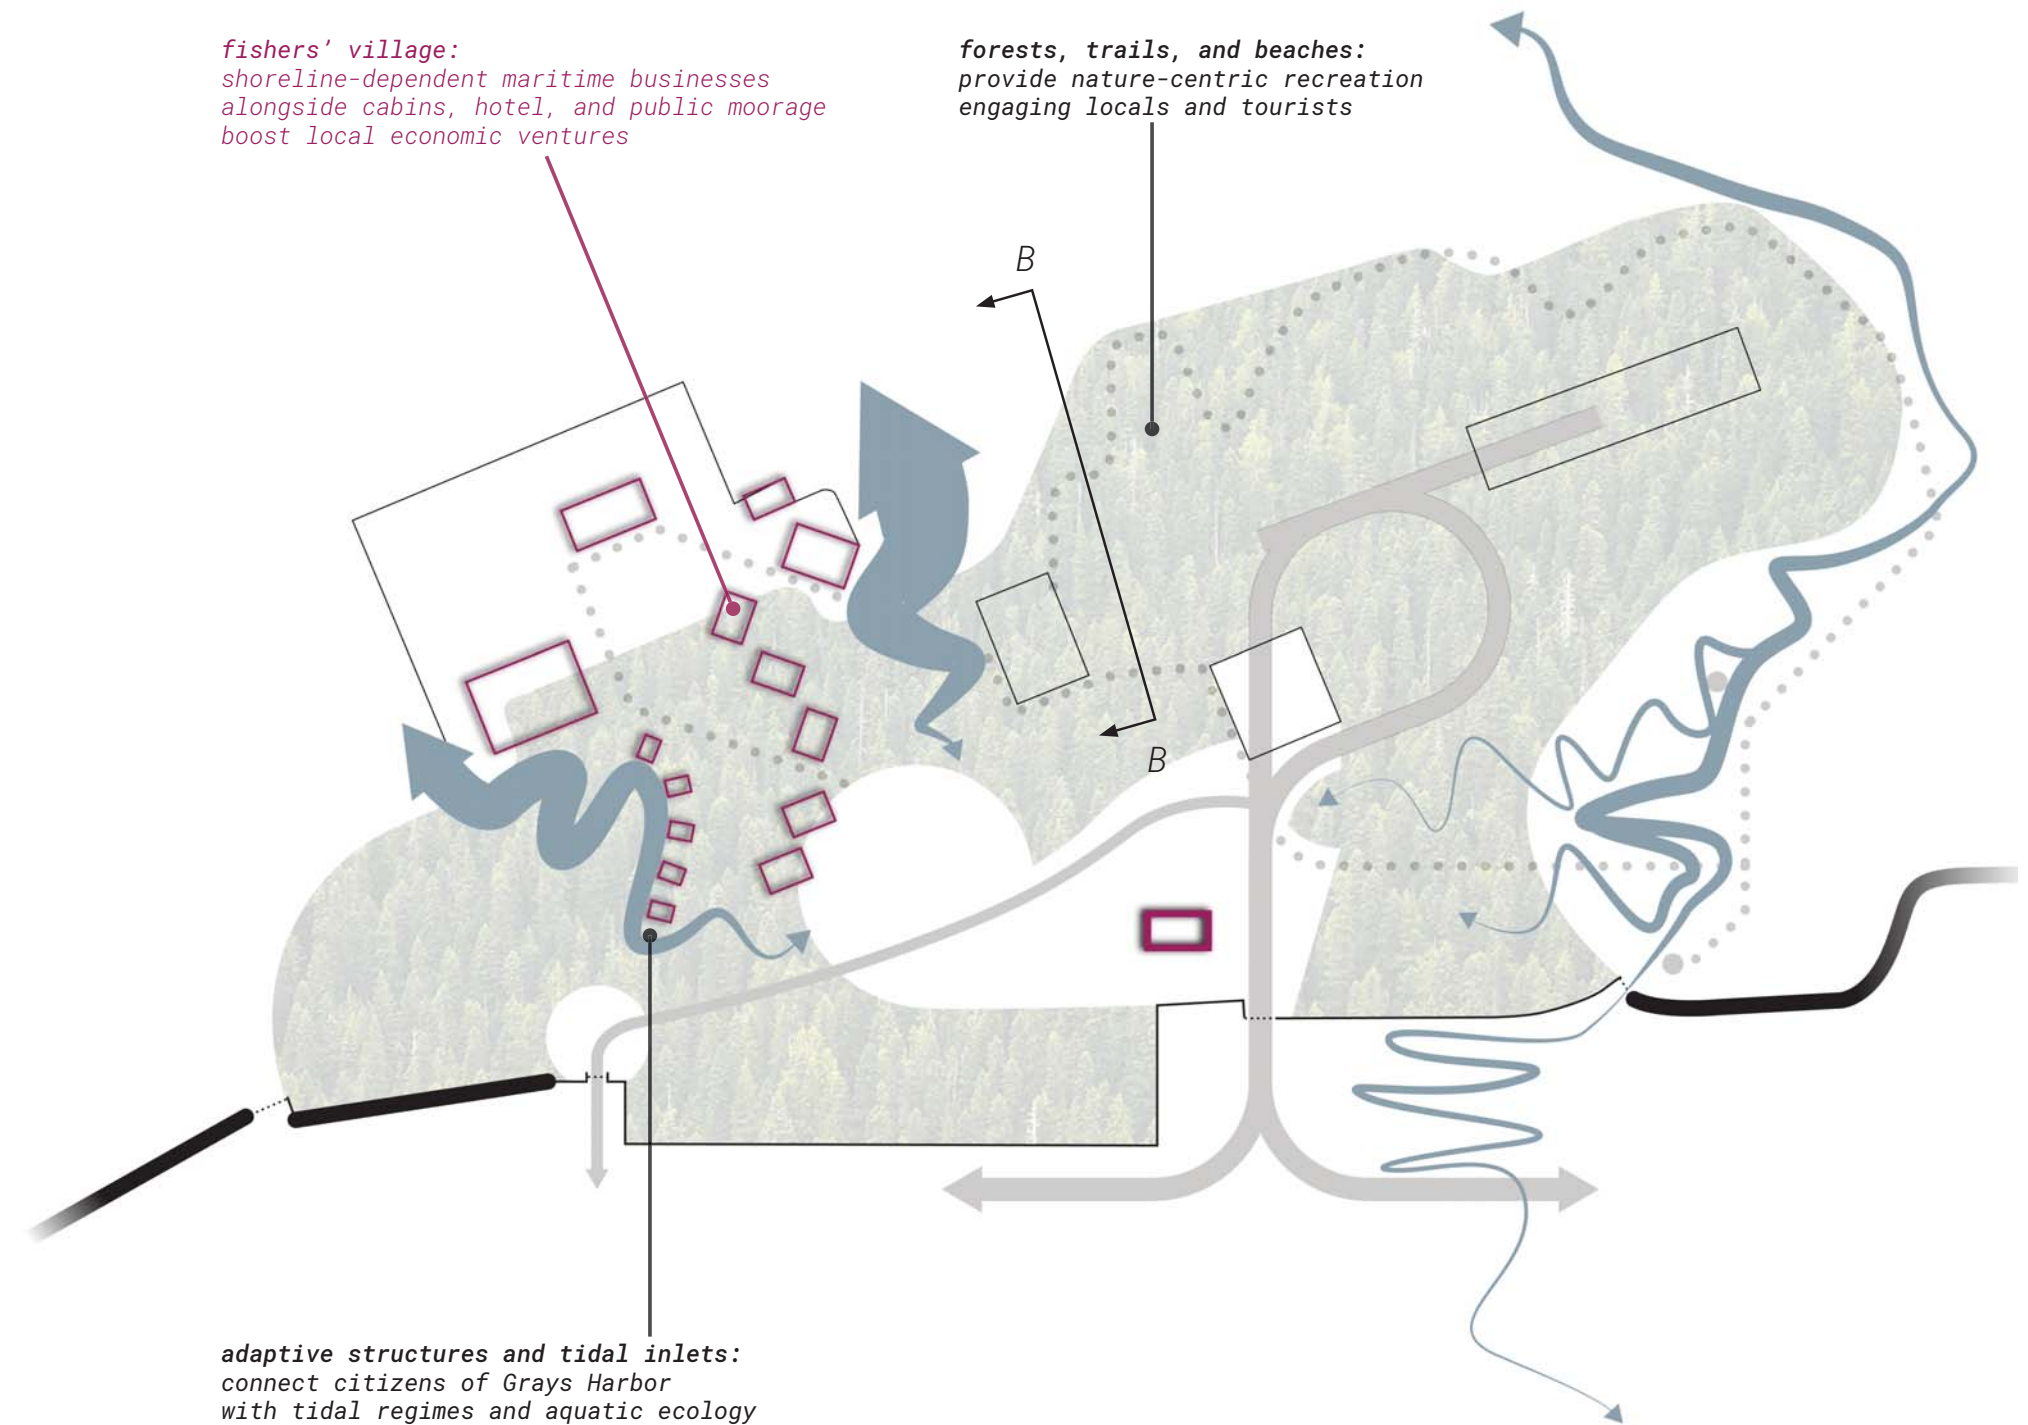 fishers’ village:
shoreline-dependent maritime businesses
alongside cabins, hotel, and public moorage
boost local economic ventures
forests, trails, and beaches:
provide nature-centric recreation
engaging locals and tourists
B
B
adaptive structures and tidal inlets:
connect citizens of Grays Harbor
with tidal regimes and aquatic ecology